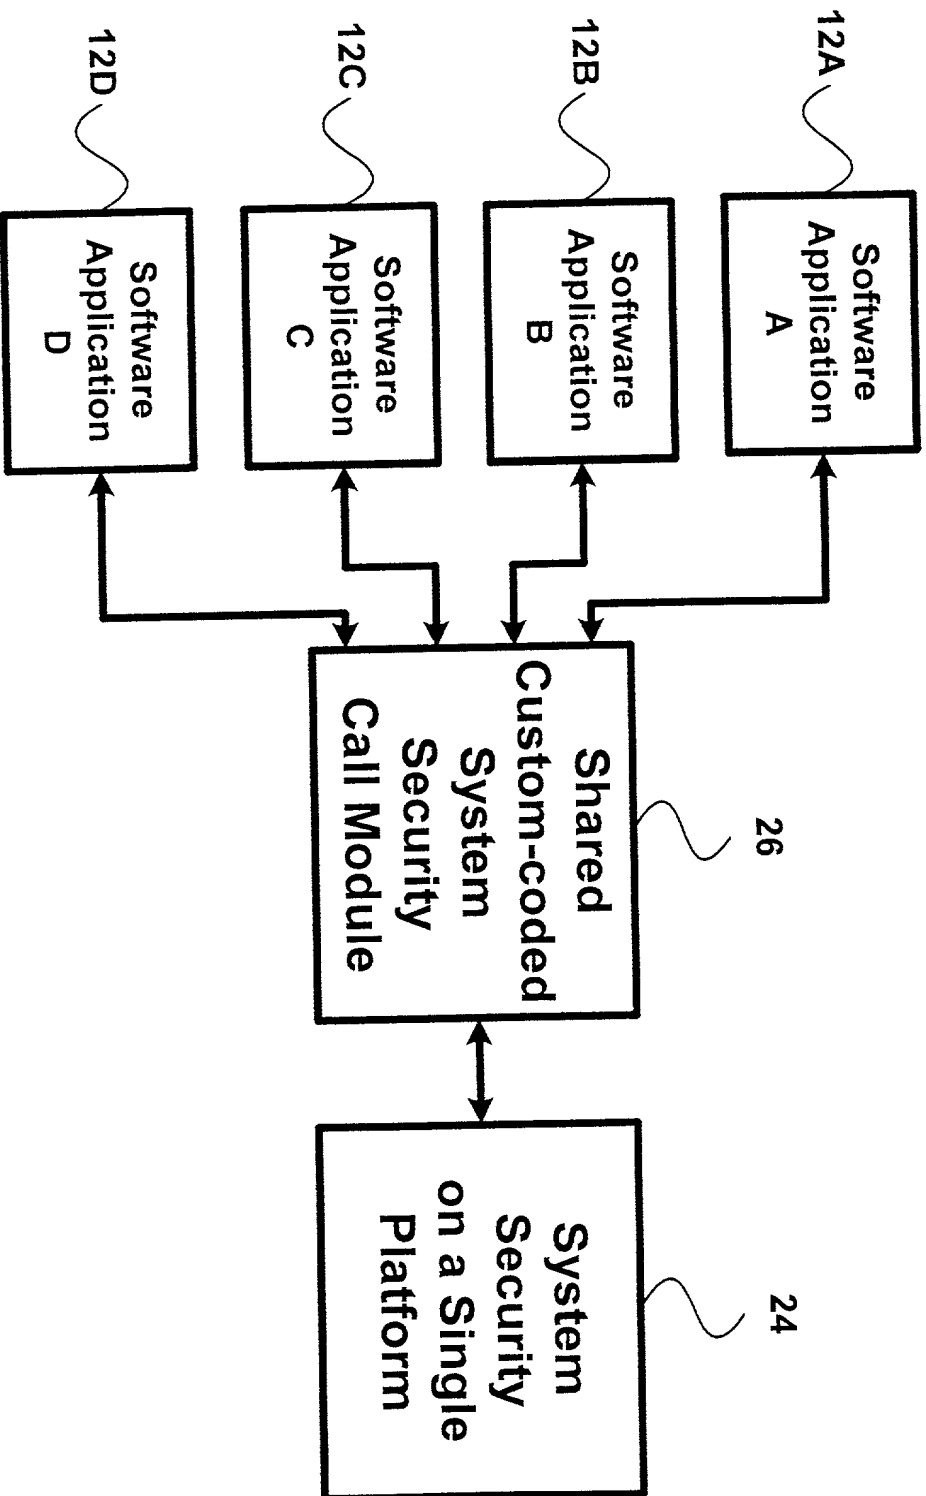 12A
Software
Application
A
12B
Software
Application
B
12C
Software
Application
C
12D
Software
Application
D
26
Shared
Custom-coded
System
Security
Call Module
24
System
Security
on a Single
Platform